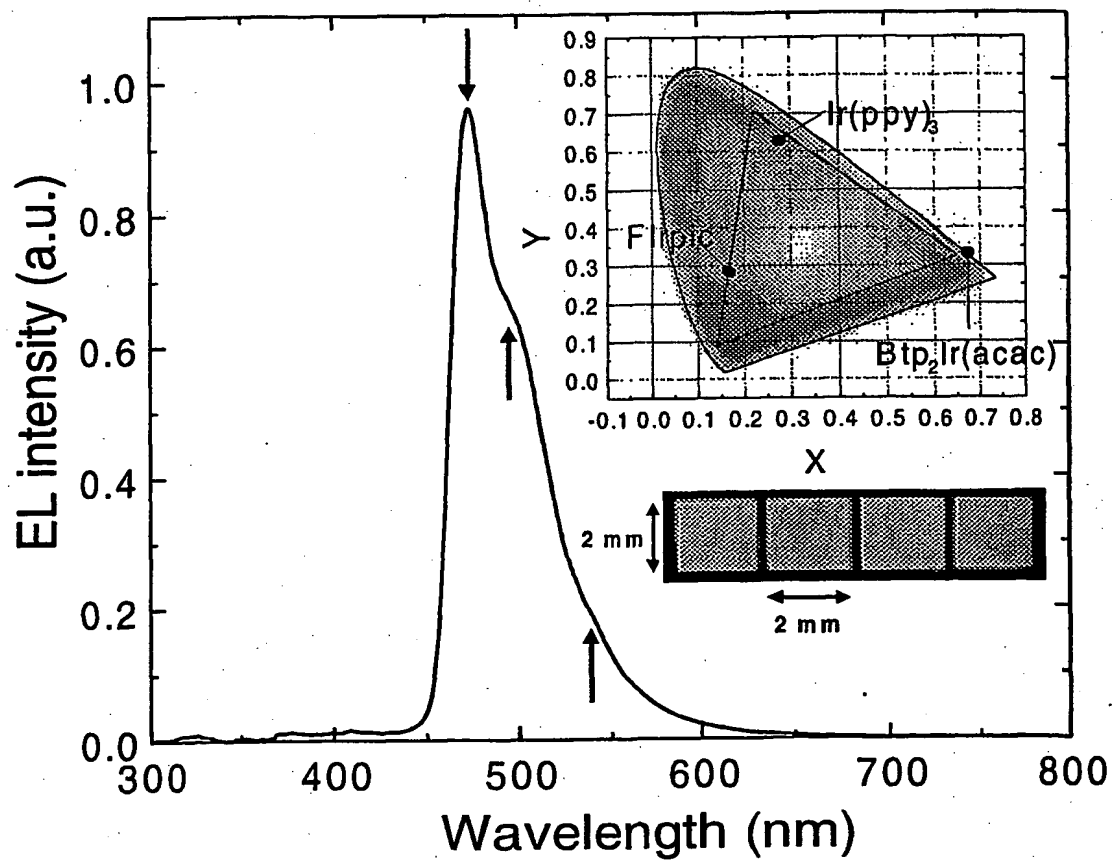 EL intensity (a.u.)
1.0
0.8
0.6
0.4
0.2
0.0
300 400 500 600 700 800
Wavelength (nm)
Y
0.9
0.8
0.7
0.6
0.5
0.4
0.3
0.2
0.1
0.0
-0.1 0.0 0.1 0.2 0.3 0.4 0.5 0.6 0.7 0.8
X
Ir(ppy)₃
FIrpic
Btp₂Ir(acac)
2 mm
2 mm